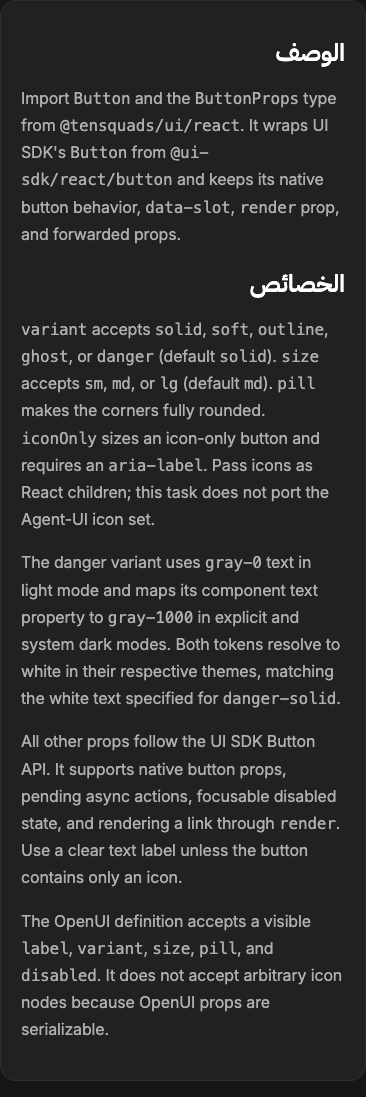 الوصف
Import Button and the ButtonProps type
from @tensquads/ui/react. It wraps UI
SDK's Button from @ui-
sdk/react/button and keeps its native
button behavior, data-slot, render prop,
and forwarded props.
الخصائص
variant accepts solid, soft, outline,
ghost, or danger (default solid). size
accepts sm, md, or lg (default md). pill
makes the corners fully rounded.
iconOnly sizes an icon-only button and
requires an aria-label. Pass icons as
React children; this task does not port the
Agent-UI icon set.
The danger variant uses gray-0 text in
light mode and maps its component text
property to gray-1000 in explicit and
system dark modes. Both tokens resolve to
white in their respective themes, matching
the white text specified for danger-solid.
All other props follow the UI SDK Button
API. It supports native button props,
pending async actions, focusable disabled
state, and rendering a link through render.
Use a clear text label unless the button
contains only an icon.
The OpenUI definition accepts a visible
label, variant, size, pill, and
disabled. It does not accept arbitrary icon
nodes because OpenUI props are
serializable.